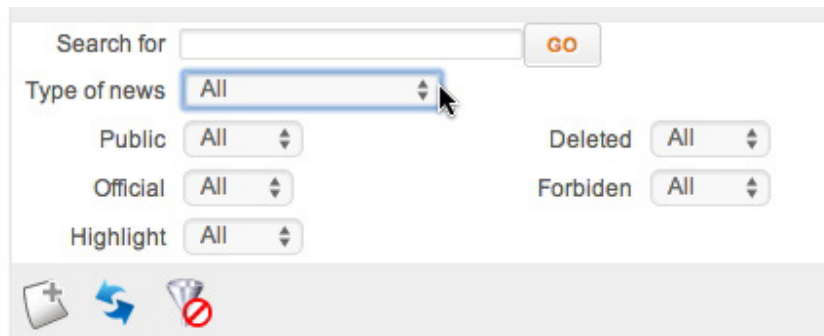 Search for GO
Type of news All
Public All Deleted All
Official All Forbiden All
Highlight All